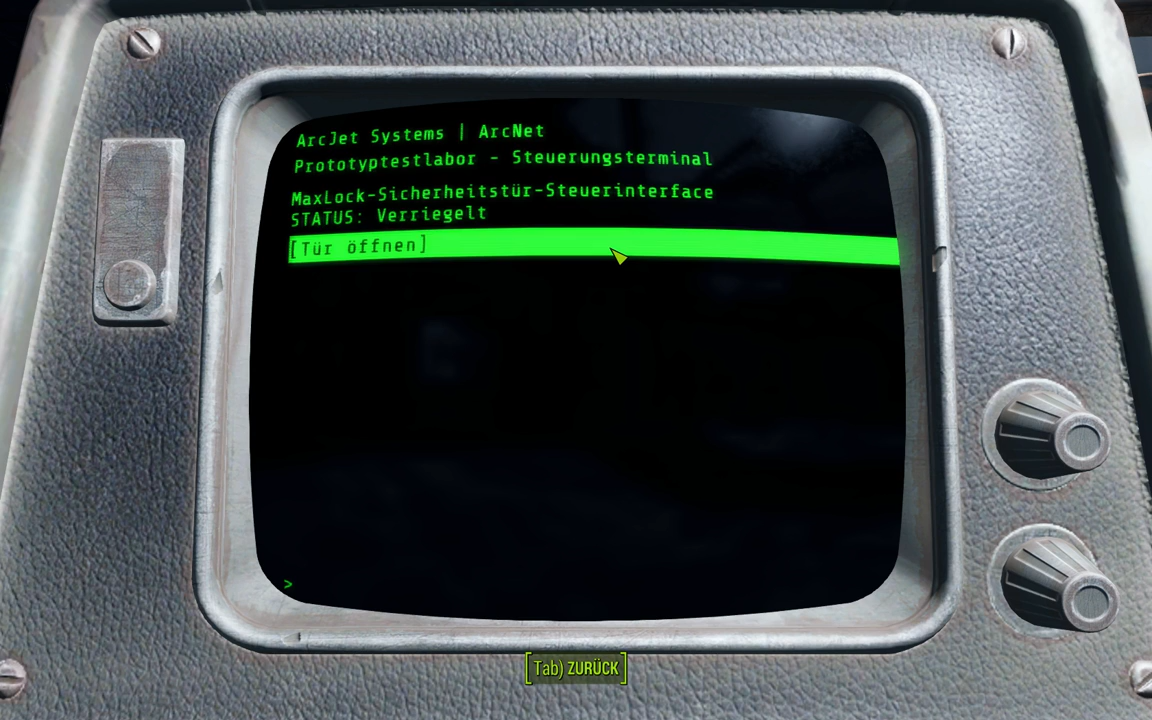 ArcJet Systems | ArcNet
Prototyptestlabor - Steuerungsterminal
MaxLock-Sicherheitstür-Steuerinterface
STATUS: Verriegelt
[Tür öffnen]
>
[Tab) ZURÜCK]